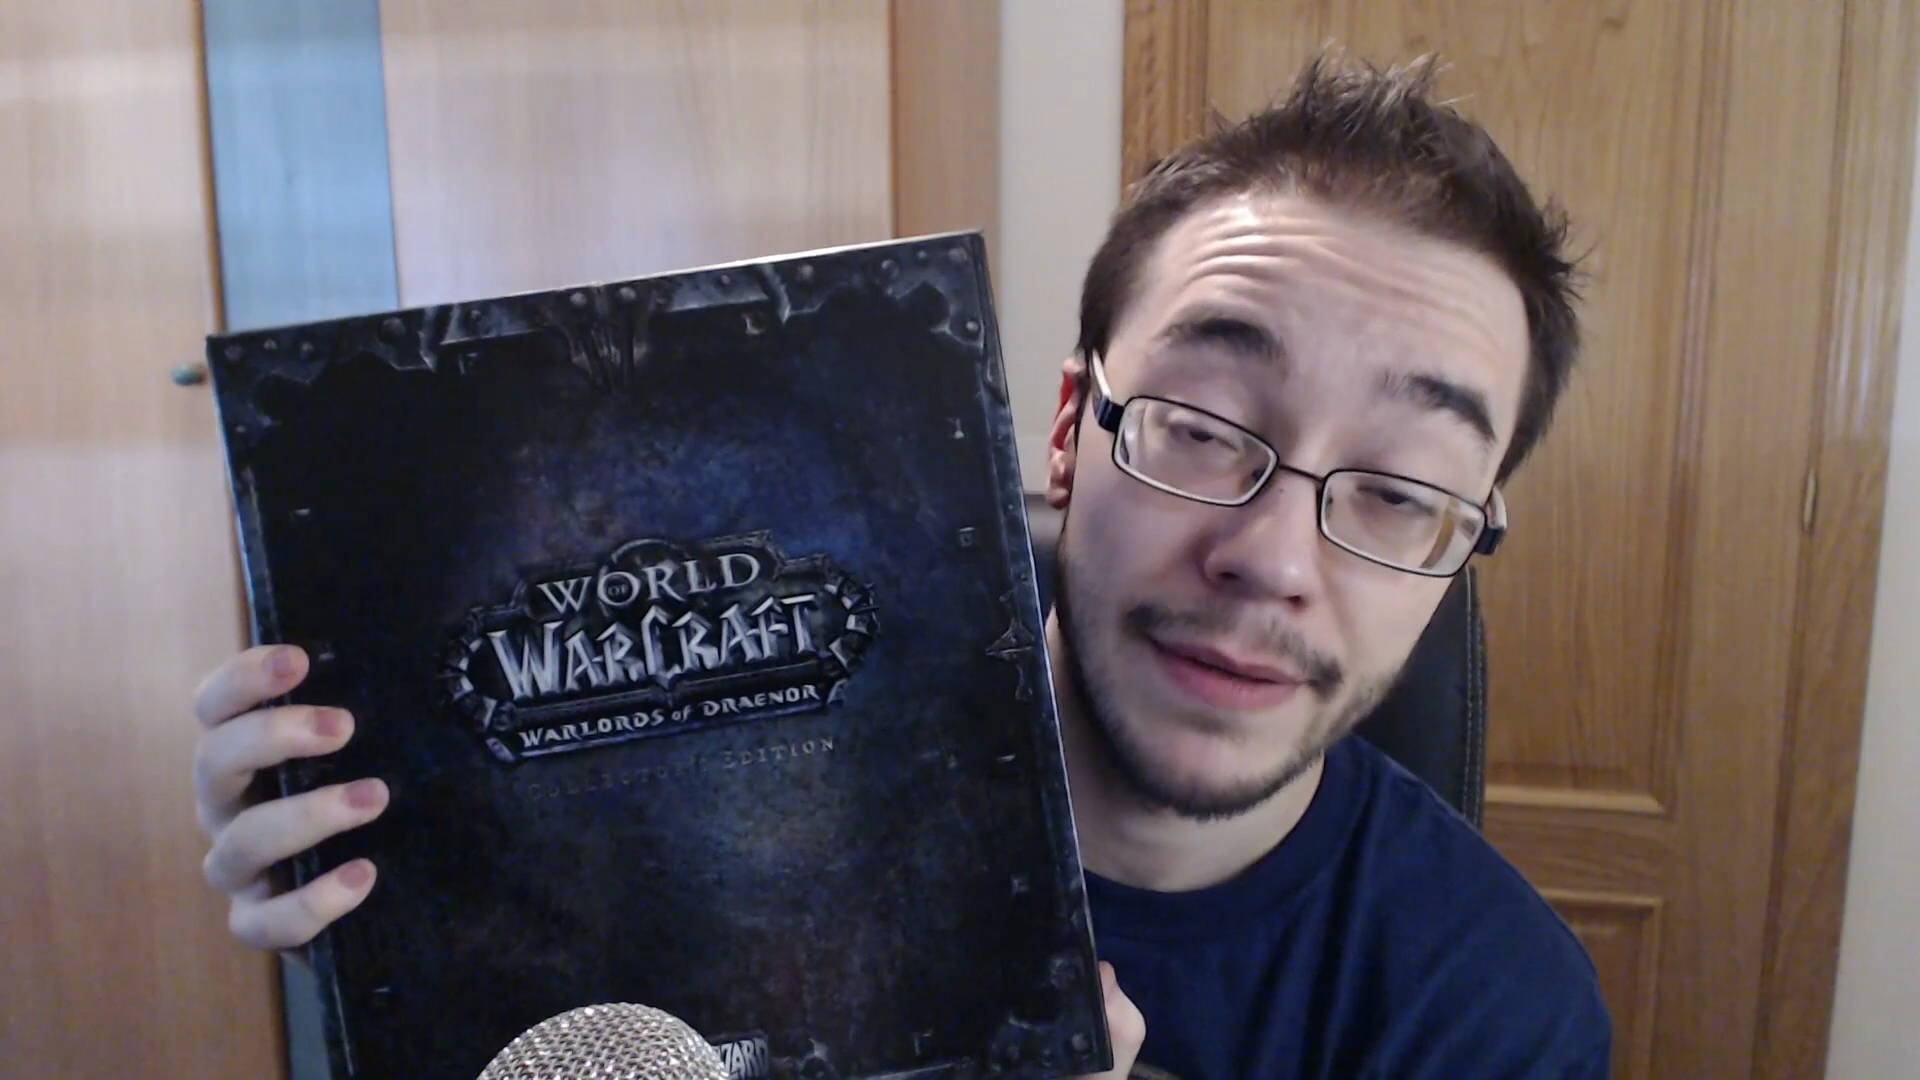 WORLD
OF
WARCRAFT
WARLORDS of DRAENOR
COLLECTOR'S EDITION